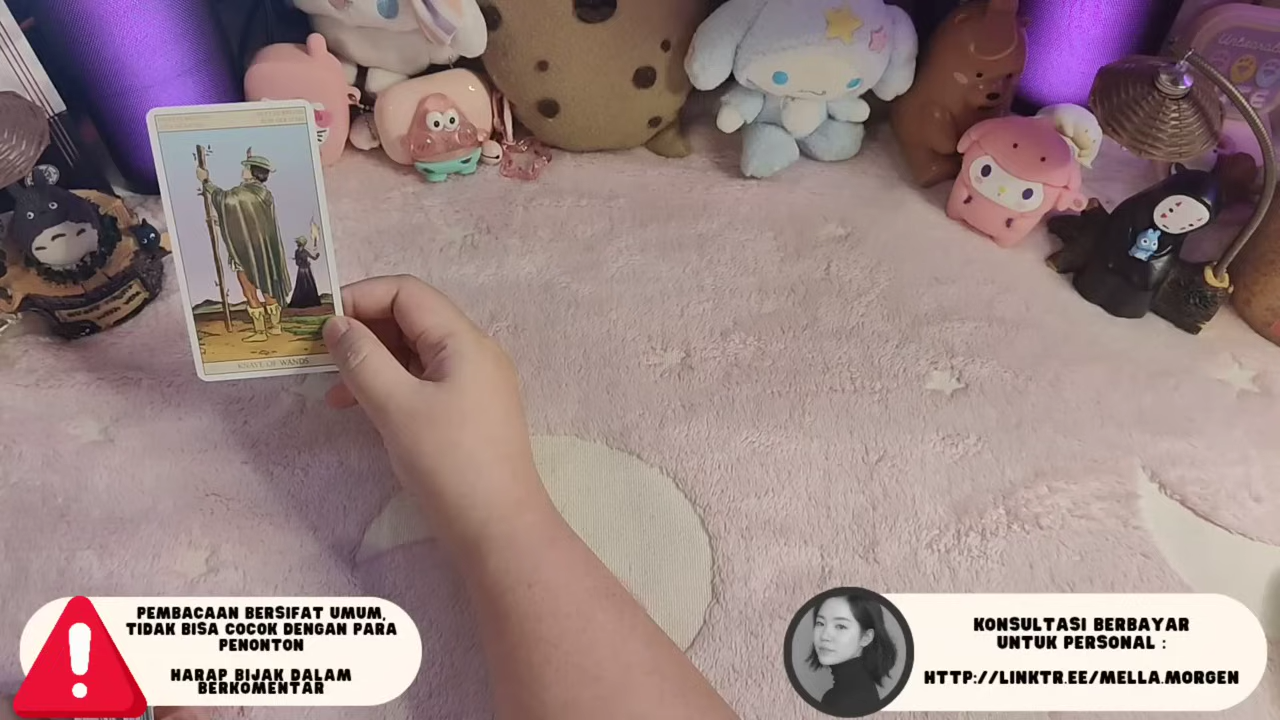 KNAVE OF WANDS
PEMBACAAN BERSIFAT UMUM,
TIDAK BISA COCOK DENGAN PARA
PENONTON
HARAP BIJAK DALAM
BERKOMENTAR
KONSULTASI BERBAYAR
UNTUK PERSONAL :
HTTP://LINKTR.EE/MELLA.MORGEN